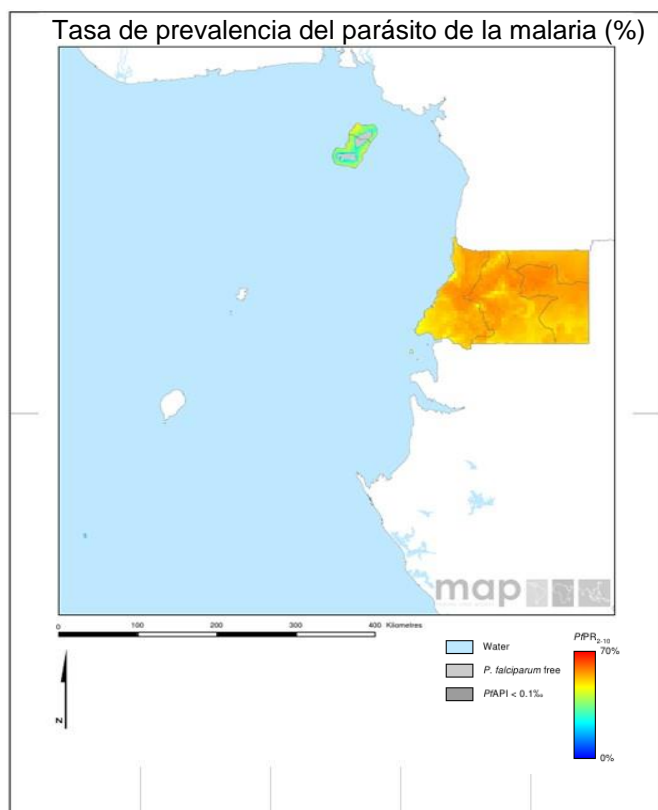 Tasa de prevalencia del parásito de la malaria (%)
map
0 100 200 300 400 Kilometres
Water
P. falciparum free
PfAPI < 0.1‰
PfPR2-10
70%
0%
N